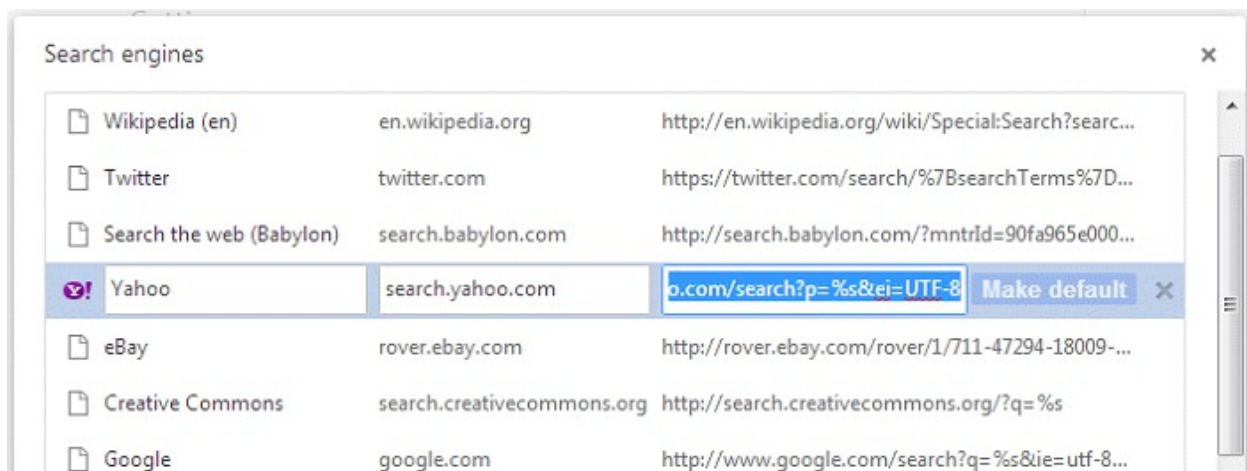 Search engines ×
Wikipedia (en) en.wikipedia.org http://en.wikipedia.org/wiki/Special:Search?searc...
Twitter twitter.com https://twitter.com/search/%7BsearchTerms%7D...
Search the web (Babylon) search.babylon.com http://search.babylon.com/?mntrId=90fa965e000...
Y! Yahoo search.yahoo.com o.com/search?p=%s&ei=UTF-8 Make default ×
eBay rover.ebay.com http://rover.ebay.com/rover/1/711-47294-18009-...
Creative Commons search.creativecommons.org http://search.creativecommons.org/?q=%s
Google google.com http://www.google.com/search?q=%s&ie=utf-8...